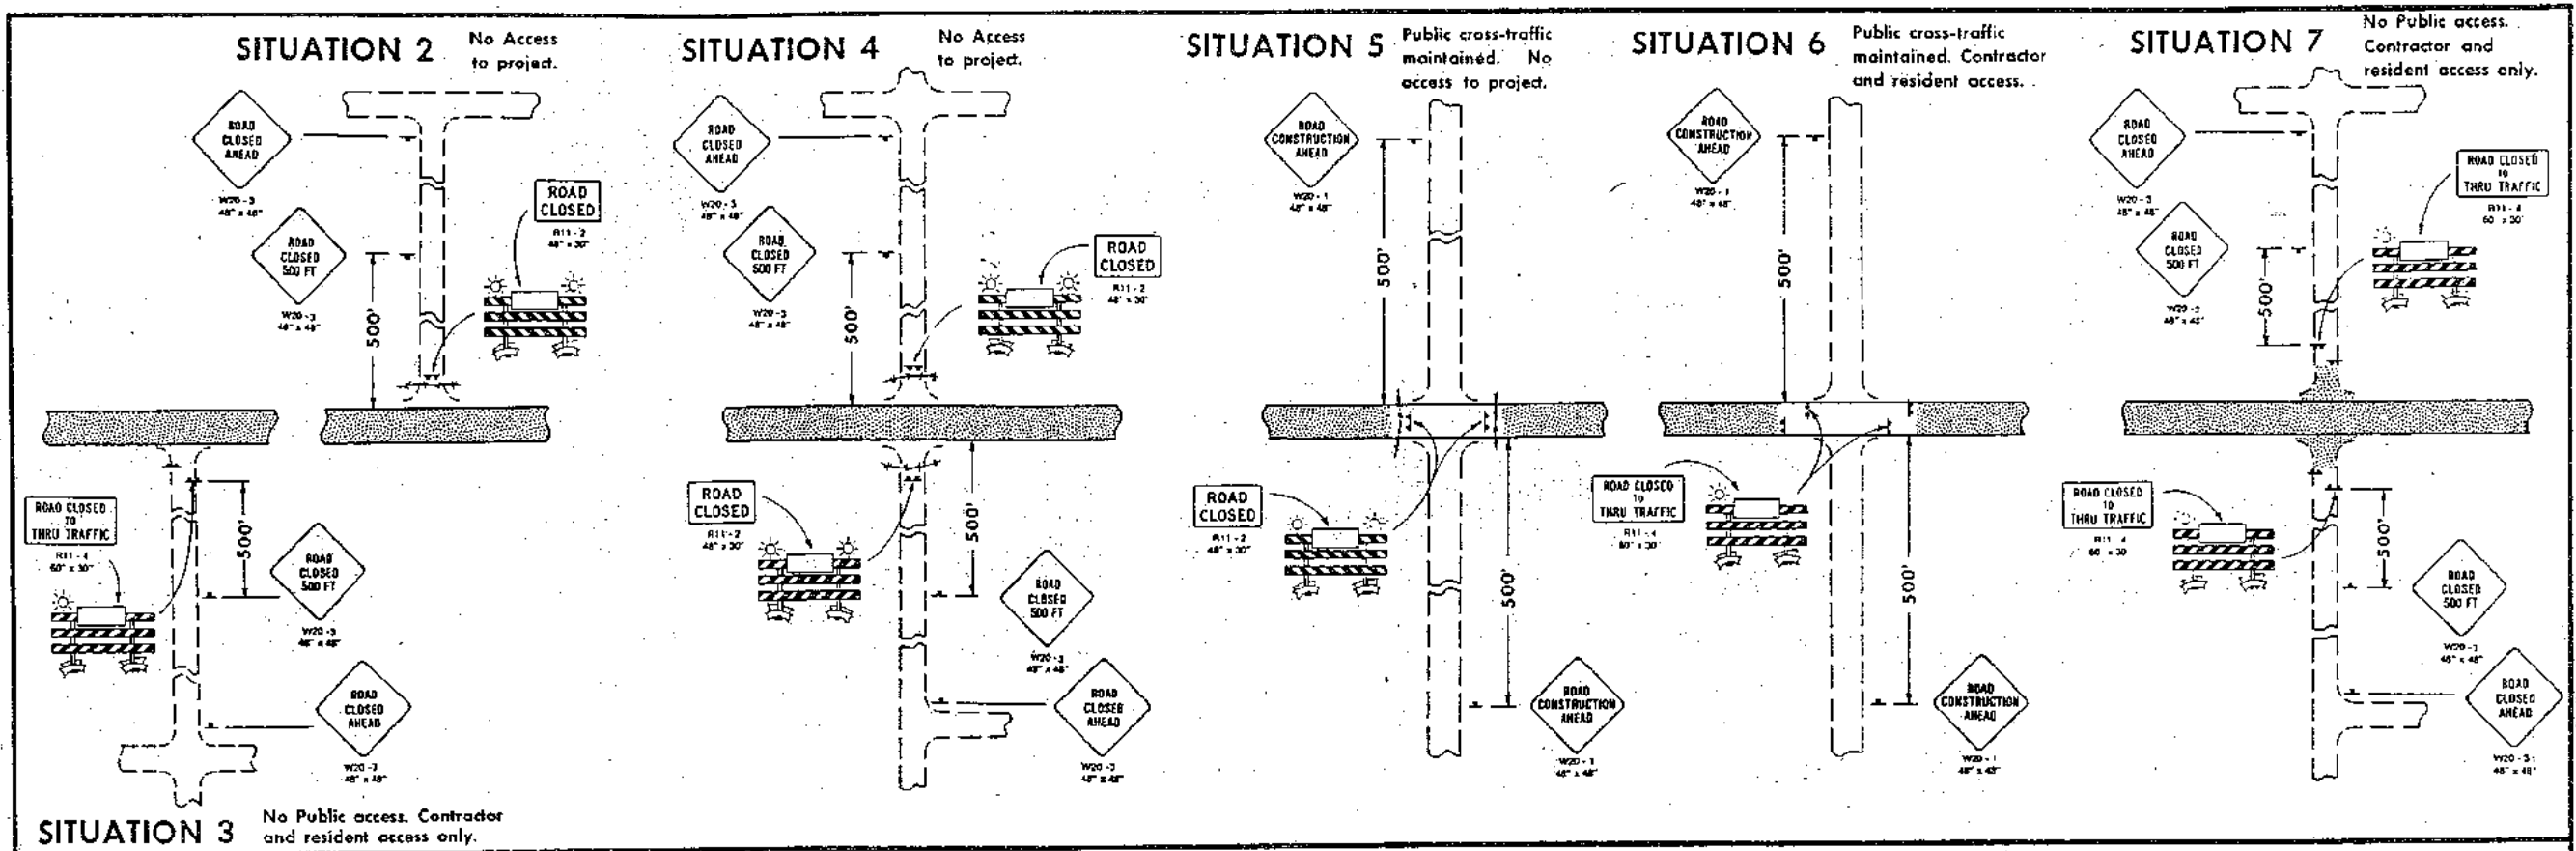 SITUATION 2
No Access
to project.
ROAD
CLOSED
AHEAD
W20-3
48" x 48"
ROAD
CLOSED
500 FT
W20-3
48" x 48"
500'
ROAD
CLOSED
R11-2
48" x 30"
ROAD CLOSED
TO
THRU TRAFFIC
R11-4
60" x 30"
500'
ROAD
CLOSED
500 FT
W20-3
48" x 48"
ROAD
CLOSED
AHEAD
W20-3
48" x 48"
SITUATION 3
No Public access. Contractor
and resident access only.
SITUATION 4
No Access
to project.
ROAD
CLOSED
AHEAD
W20-3
48" x 48"
ROAD
CLOSED
500 FT
W20-3
48" x 48"
500'
ROAD
CLOSED
R11-2
48" x 30"
ROAD
CLOSED
R11-2
48" x 30"
500'
ROAD
CLOSED
500 FT
W20-3
48" x 48"
ROAD
CLOSED
AHEAD
W20-3
48" x 48"
SITUATION 5
Public cross-traffic
maintained. No
access to project.
ROAD
CONSTRUCTION
AHEAD
W20-1
48" x 48"
500'
ROAD
CLOSED
R11-2
48" x 30"
500'
ROAD
CONSTRUCTION
AHEAD
W20-1
48" x 48"
SITUATION 6
Public cross-traffic
maintained. Contractor
and resident access.
ROAD
CONSTRUCTION
AHEAD
W20-1
48" x 48"
500'
ROAD CLOSED
TO
THRU TRAFFIC
R11-4
60" x 30"
500'
ROAD
CONSTRUCTION
AHEAD
W20-1
48" x 48"
SITUATION 7
No Public access.
Contractor and
resident access only.
ROAD
CLOSED
AHEAD
W20-3
48" x 48"
ROAD
CLOSED
500 FT
W20-3
48" x 48"
500'
ROAD CLOSED
TO
THRU TRAFFIC
R11-4
60 x 30"
ROAD CLOSED
TO
THRU TRAFFIC
R11-4
60 x 30
500'
ROAD
CLOSED
500 FT
W20-3
48" x 48"
ROAD
CLOSED
AHEAD
W20-3
48" x 48"